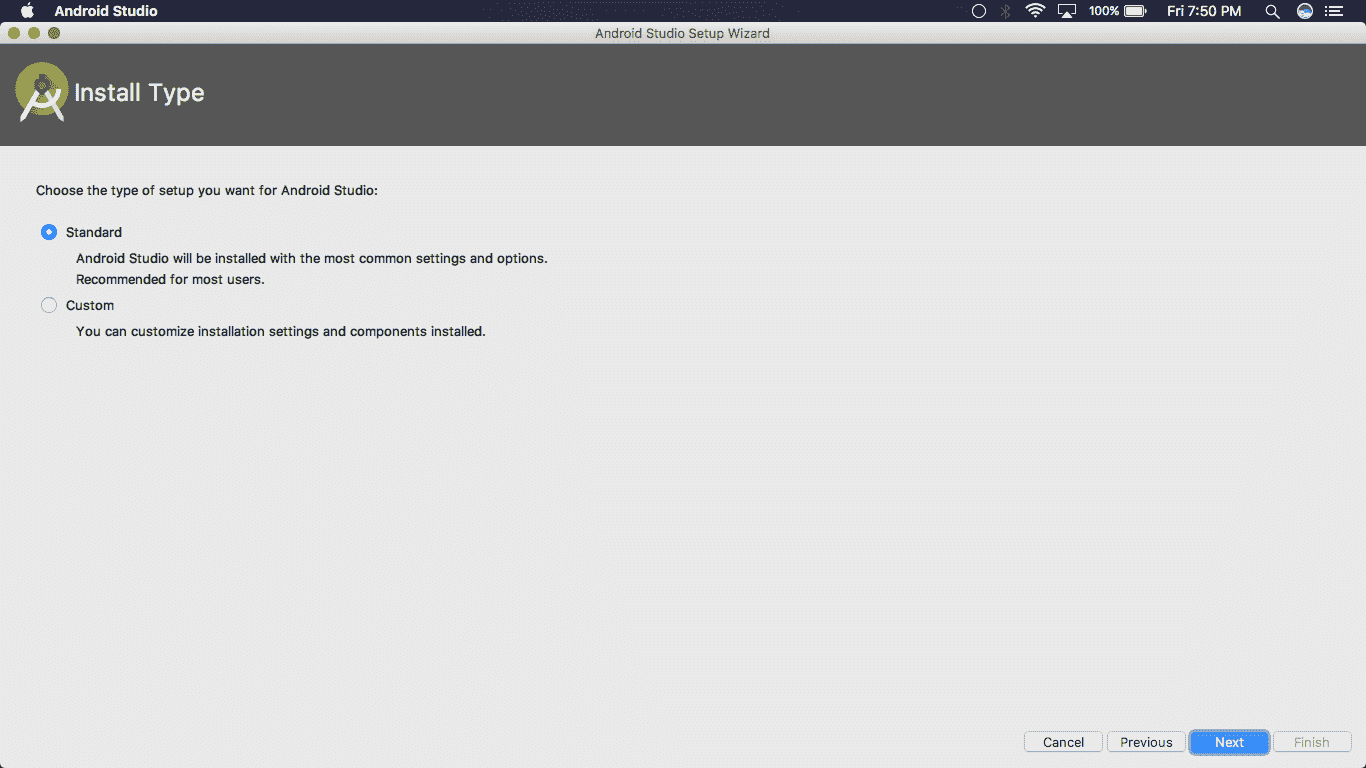 Android Studio
100%
Fri 7:50 PM
Android Studio Setup Wizard
Install Type
Choose the type of setup you want for Android Studio:
Standard
Android Studio will be installed with the most common settings and options.
Recommended for most users.
Custom
You can customize installation settings and components installed.
Cancel
Previous
Next
Finish